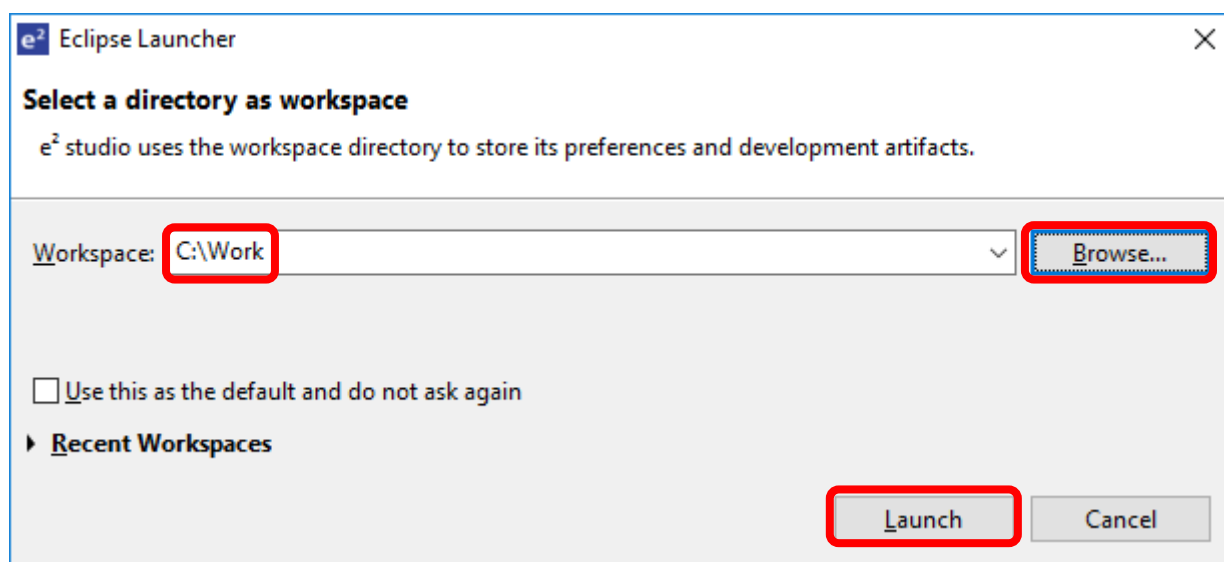 e² Eclipse Launcher
Select a directory as workspace
e² studio uses the workspace directory to store its preferences and development artifacts.
Workspace: C:\Work Browse...
Use this as the default and do not ask again
Recent Workspaces
Launch Cancel